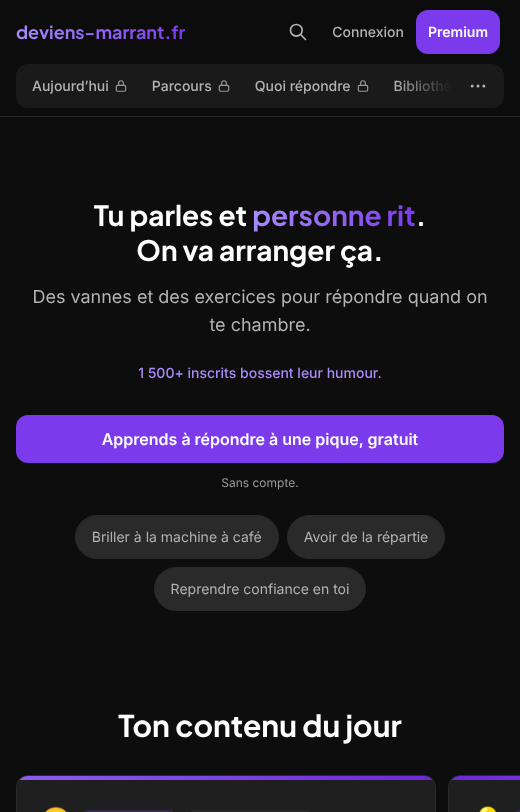 deviens-marrant.fr
Connexion
Premium
Aujourd’hui
Parcours
Quoi répondre
Tu parles et personne rit.
On va arranger ça.
Des vannes et des exercices pour répondre quand on
te chambre.
1 500+ inscrits bossent leur humour.
Apprends à répondre à une pique, gratuit
Sans compte.
Briller à la machine à café
Avoir de la répartie
Reprendre confiance en toi
Ton contenu du jour